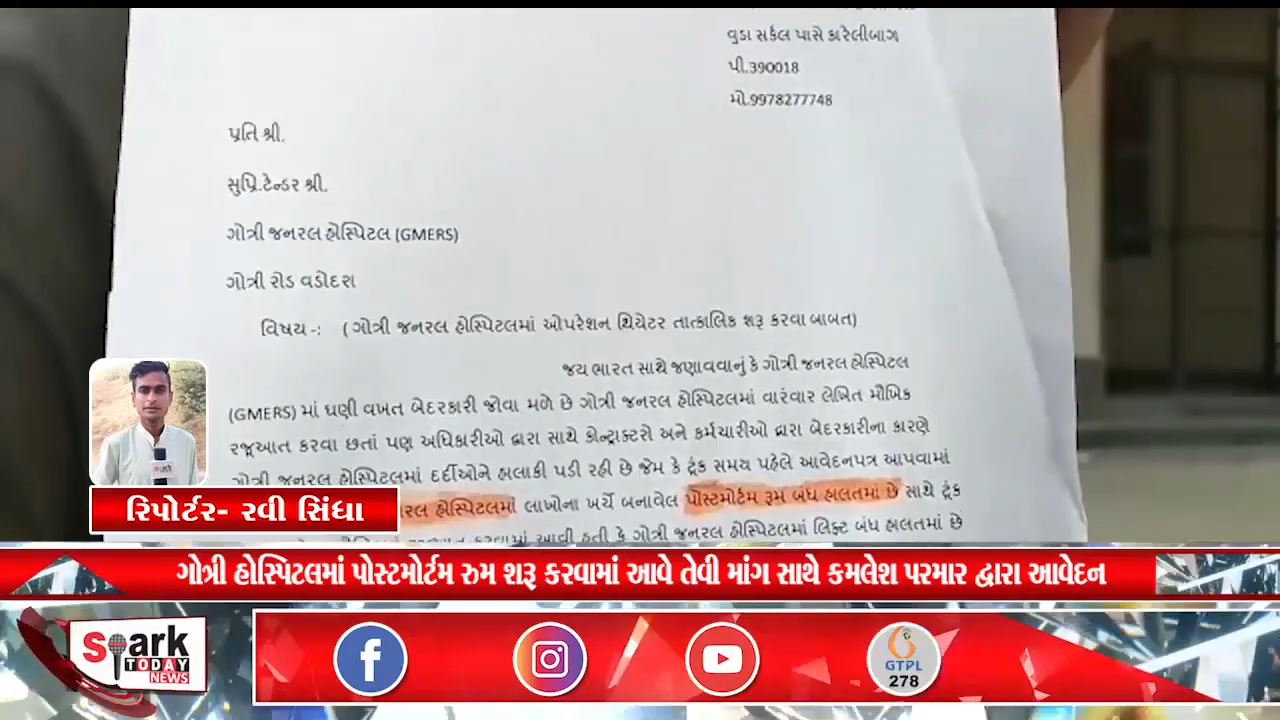 વુડા સર્કલ પાસે કારેલીબાગ
પી.390018
મો.9978277748
પ્રતિ શ્રી.
સુપ્રિ.ટેન્ડર શ્રી.
ગોત્રી જનરલ હોસ્પિટલ (GMERS)
ગોત્રી રોડ વડોદરા
વિષય -: ( ગોત્રી જનરલ હોસ્પિટલમાં ઓપરેશન થિયેટર તાત્કાલિક શરૂ કરવા બાબત)
જય ભારત સાથે જણાવવાનું કે ગોત્રી જનરલ હોસ્પિટલ
(GMERS) માં ઘણી વખત બેદરકારી જોવા મળે છે ગોત્રી જનરલ હોસ્પિટલમાં વારંવાર લેખિત મૌખિક
રજૂઆત કરવા છતાં પણ અધિકારીઓ દ્વારા સાથે કોન્ટ્રાક્ટરો અને કર્મચારીઓ દ્વારા બેદરકારીના કારણે
ગોત્રી જનરલ હોસ્પિટલમાં દર્દીઓને હાલાકી પડી રહી છે જેમ કે ટૂંક સમય પહેલે આવેદનપત્ર આપવામાં
હોસ્પિટલમાં લાખોના ખર્ચે બનાવેલ પોસ્ટમોર્ટમ રૂમ બંધ હાલતમાં છે સાથે ટૂંક
કરવામાં આવી હતી કે ગોત્રી જનરલ હોસ્પિટલમાં લિફ્ટ બંધ હાલતમાં છે
Spark
રિપોર્ટર- રવી સિંધા
ગોત્રી હોસ્પિટલમાં પોસ્ટમોર્ટમ રુમ શરૂ કરવામાં આવે તેવી માંગ સાથે કમલેશ પરમાર દ્વારા આવેદન
Spark
TODAY
NEWS
GTPL
278